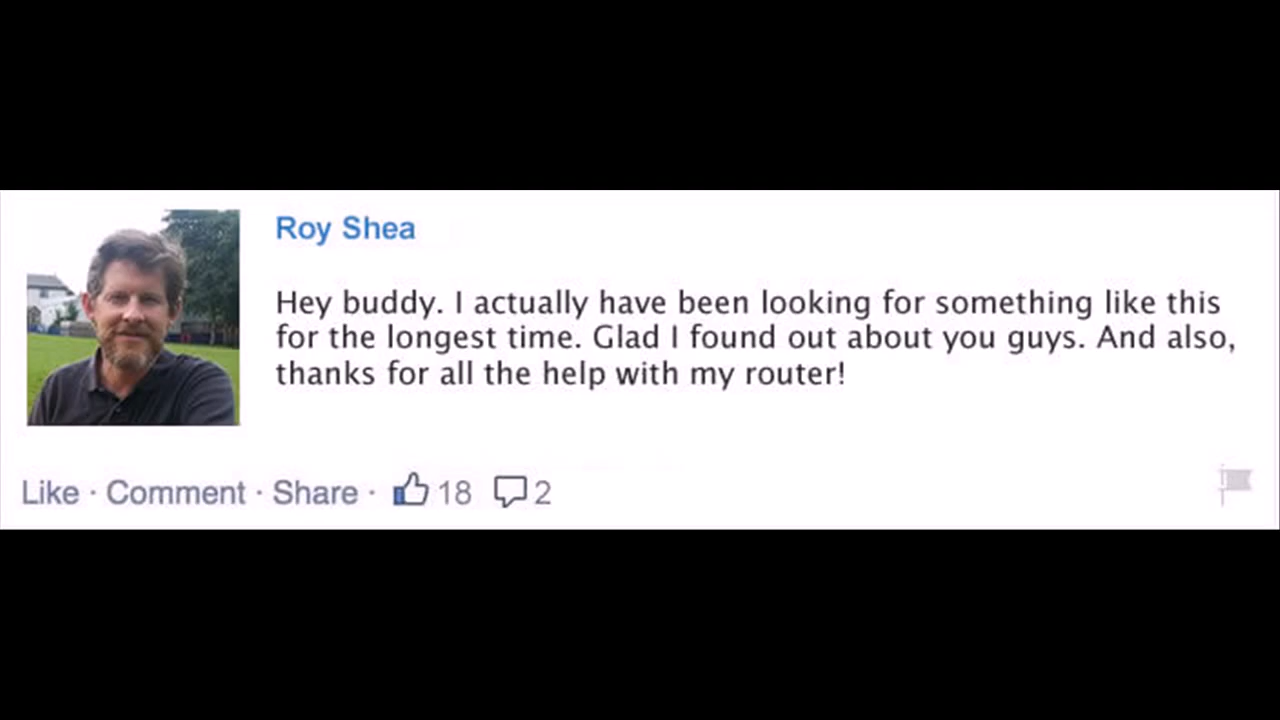 Roy Shea
Hey buddy. I actually have been looking for something like this
for the longest time. Glad I found out about you guys. And also,
thanks for all the help with my router!
Like · Comment · Share · 18 2